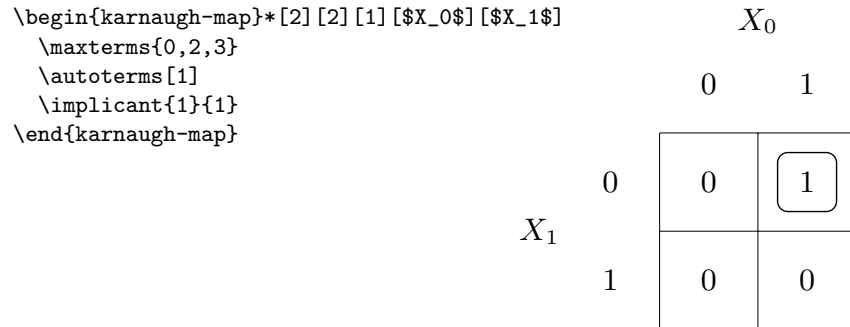 \begin{karnaugh-map}*[2][2][1][$X_0$][$X_1$]
  \maxterms{0,2,3}
  \autoterms[1]
  \implicant{1}{1}
\end{karnaugh-map}
X₀
0 1
0 0 1
X₁
1 0 0